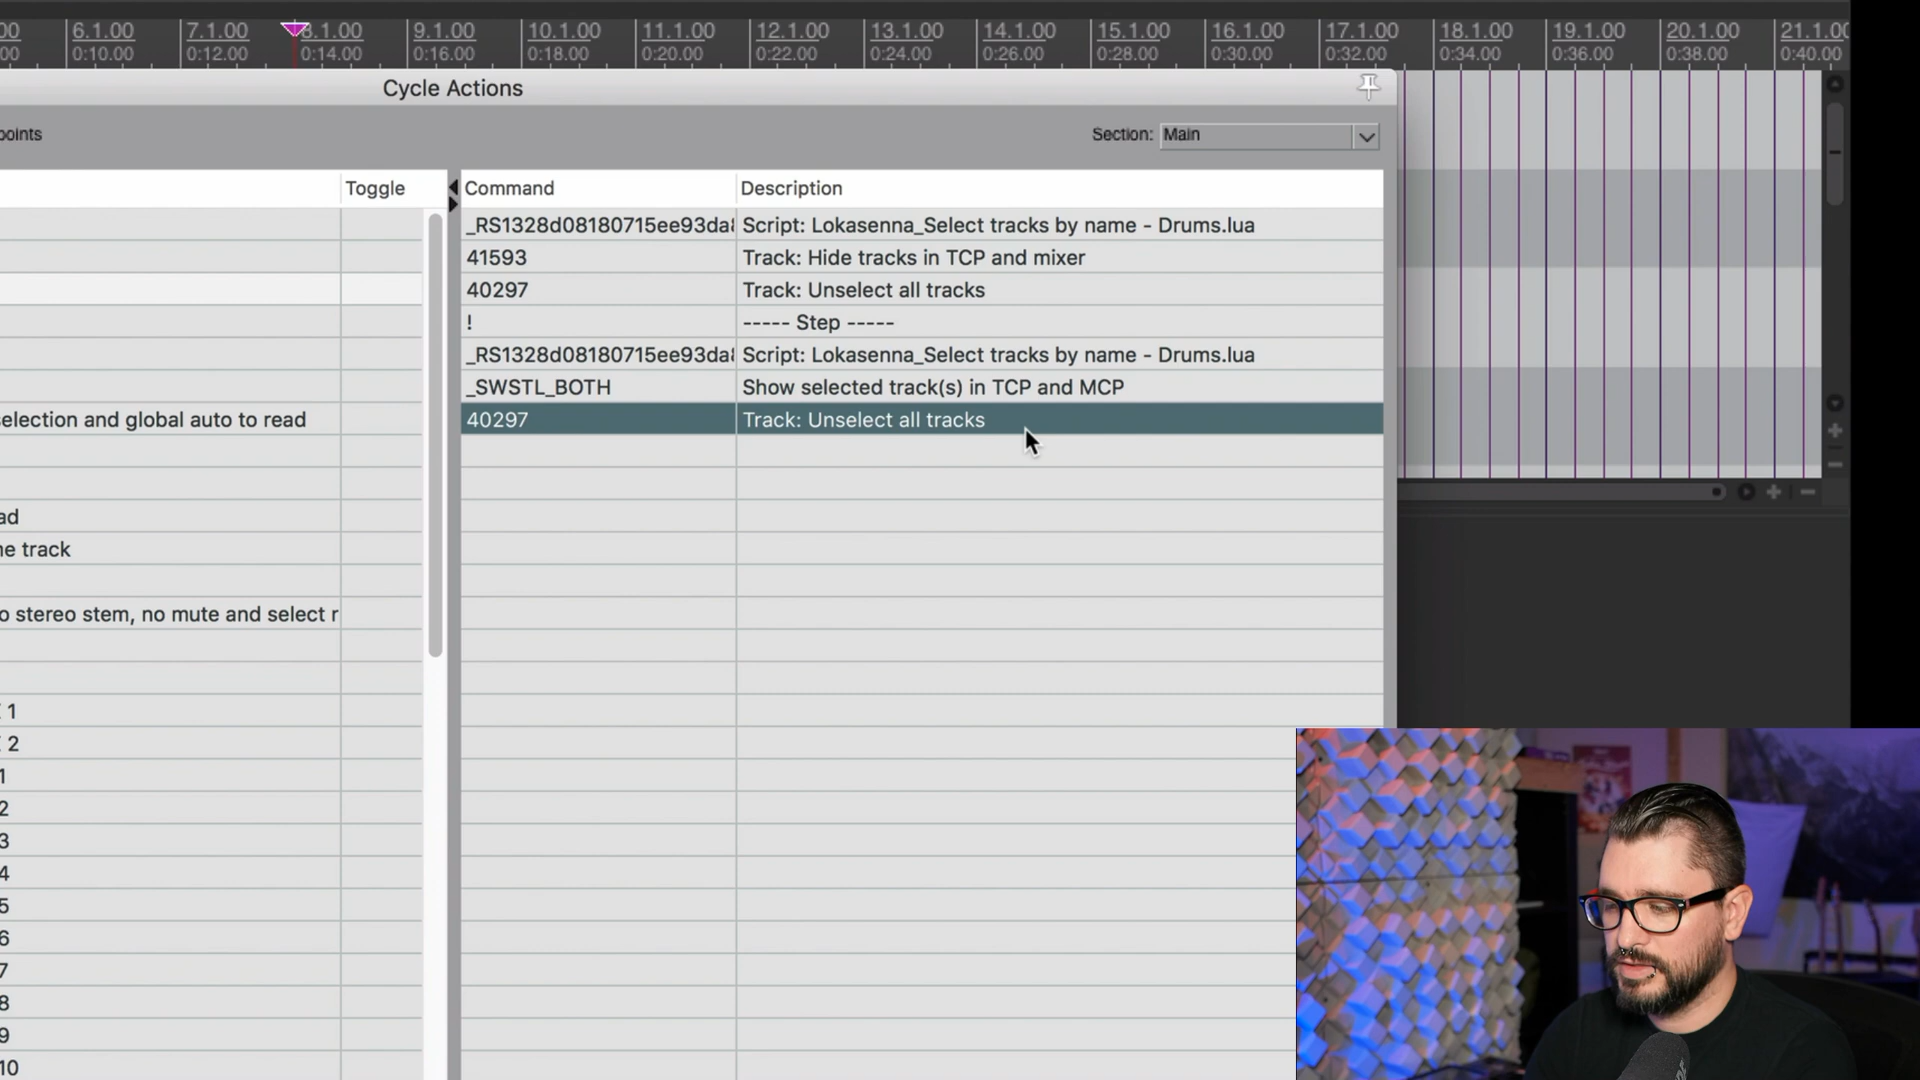 00 6.1.1.00 7.1.00 8.1.00 9.1.00 10.1.00 11.1.00 12.1.00 13.1.00 14.1.00 15.1.00 16.1.00 17.1.00 18.1.00 19.1.00 20.1.00 21.1.00
00 0:10.00 0:12.00 0:14.00 0:16.00 0:18.00 0:20.00 0:22.00 0:24.00 0:26.00 0:28.00 0:30.00 0:32.00 0:34.00 0:36.00 0:38.00 0:40.00
Cycle Actions
points Section: Main
Toggle Command Description
_RS1328d08180715ee93da Script: Lokasenna_Select tracks by name - Drums.lua
41593 Track: Hide tracks in TCP and mixer
40297 Track: Unselect all tracks
! ----- Step -----
_RS1328d08180715ee93da Script: Lokasenna_Select tracks by name - Drums.lua
_SWSTL_BOTH Show selected track(s) in TCP and MCP
election and global auto to read 40297 Track: Unselect all tracks
ad
ne track
o stereo stem, no mute and select r
1
2
1
2
3
4
5
6
7
8
9
10